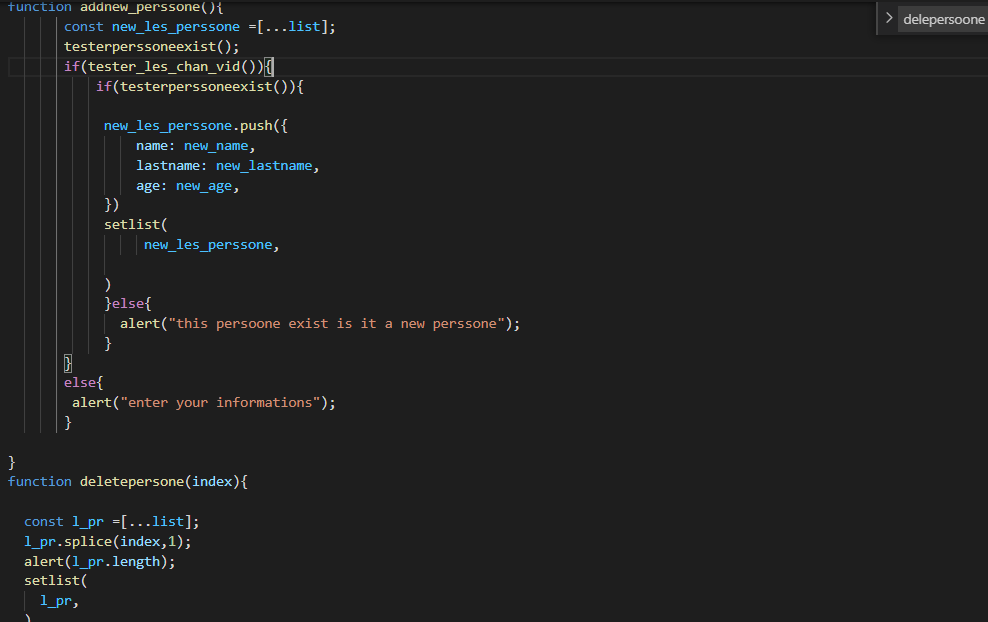 function addnew_perssone(){
const new_les_perssone =[...list];
testerperssoneexist();
if(tester_les_chan_vid()){
if(testerperssoneexist()){
new_les_perssone.push({
name: new_name,
lastname: new_lastname,
age: new_age,
})
setlist(
new_les_perssone,
)
}else{
alert("this persoone exist is it a new perssone");
}
}
else{
alert("enter your informations");
}
}
function deletepersone(index){
const l_pr =[...list];
l_pr.splice(index,1);
alert(l_pr.length);
setlist(
l_pr,
)
> delepersoone